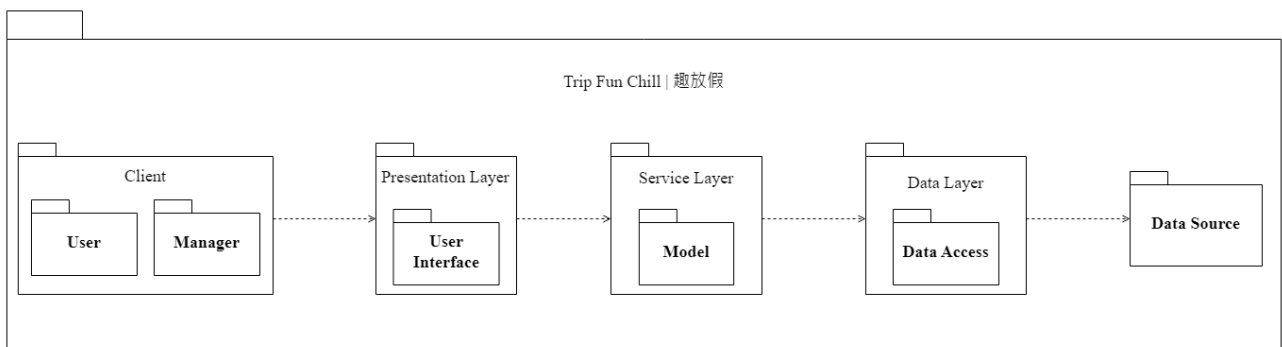 Trip Fun Chill | 趣放假
Client
User
Manager
Presentation Layer
User
Interface
Service Layer
Model
Data Layer
Data Access
Data Source